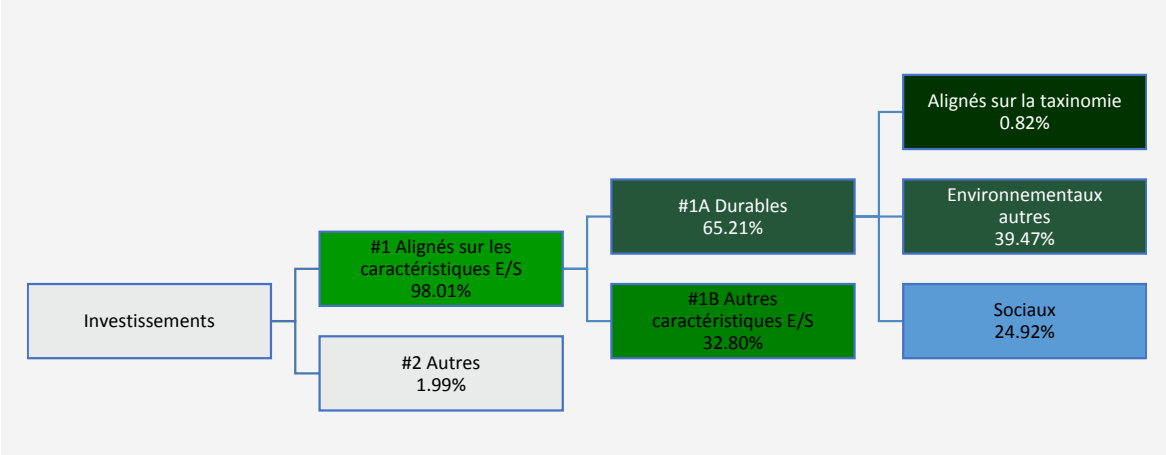 Investissements
#1 Alignés sur les
caractéristiques E/S
98.01%
#2 Autres
1.99%
#1A Durables
65.21%
#1B Autres
caractéristiques E/S
32.80%
Alignés sur la taxinomie
0.82%
Environnementaux
autres
39.47%
Sociaux
24.92%